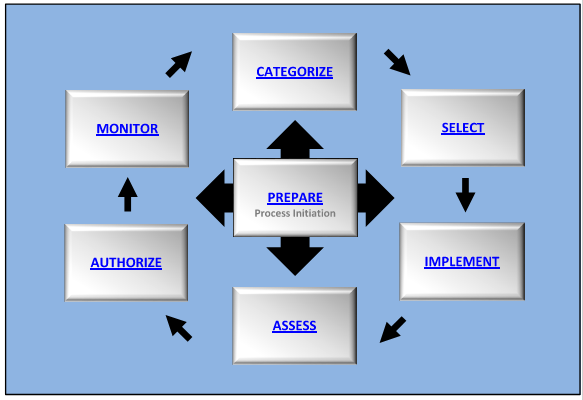 CATEGORIZE
MONITOR
SELECT
PREPARE
Process Initiation
AUTHORIZE
IMPLEMENT
ASSESS